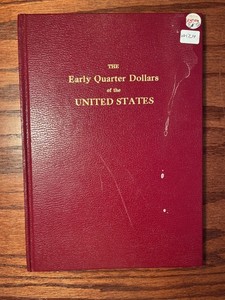 THE
Early Quarter Dollars
of the
UNITED STATES